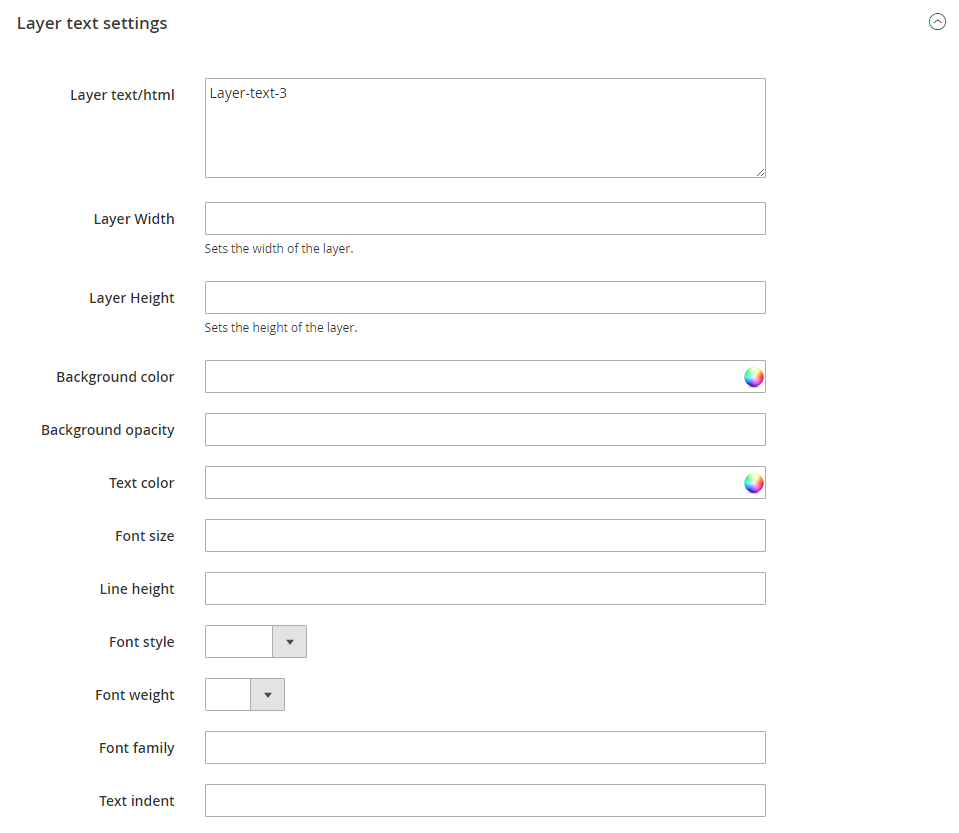 Layer text settings
Layer text/html
Layer-text-3
Layer Width
Sets the width of the layer.
Layer Height
Sets the height of the layer.
Background color
Background opacity
Text color
Font size
Line height
Font style
Font weight
Font family
Text indent